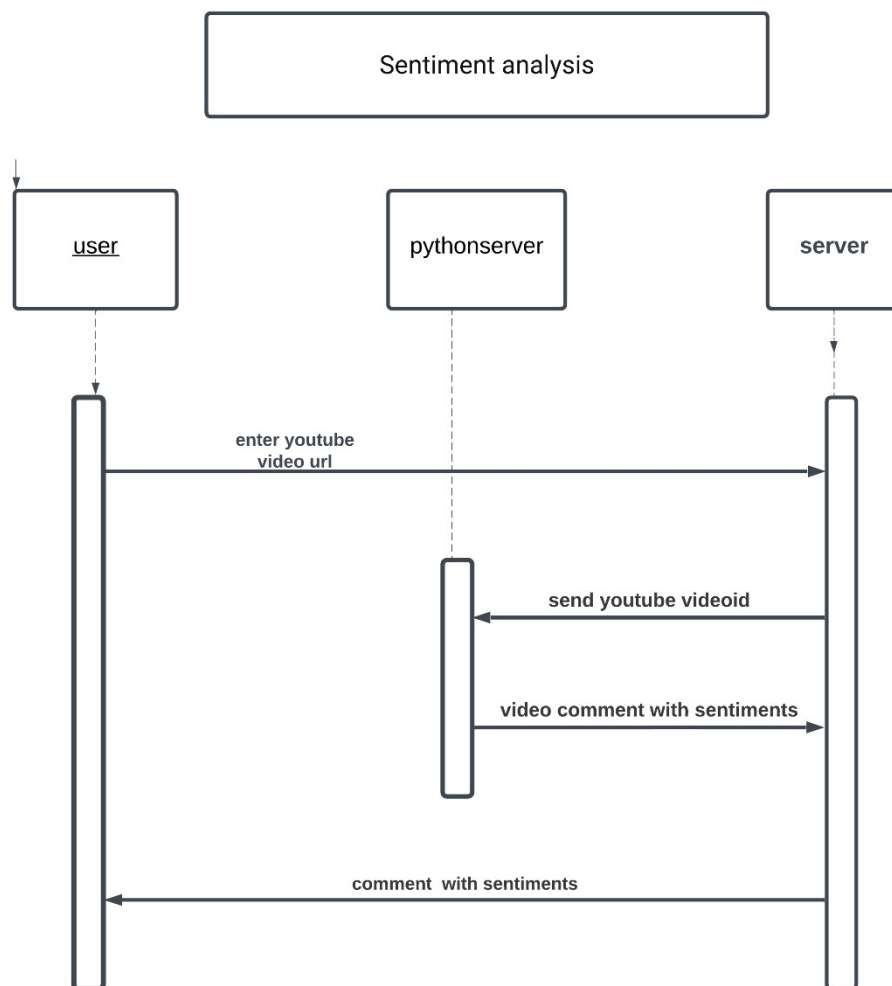 Sentiment analysis
user
pythonserver
server
enter youtube
video url
send youtube videoid
video comment with sentiments
comment  with sentiments